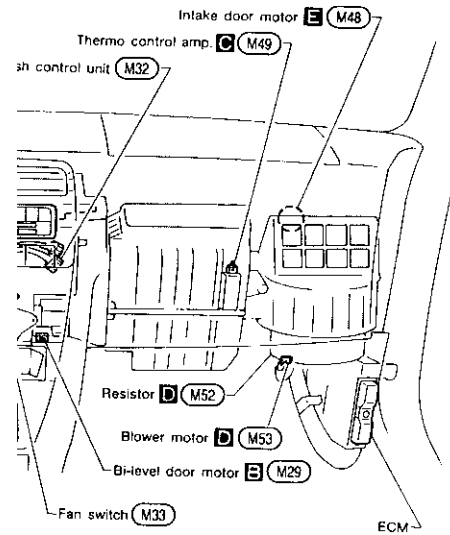 Intake door motor E M48
Thermo control amp. C M49
sh control unit M32
Resistor D M52
Blower motor D M53
Bi-level door motor B M29
Fan switch M33
ECM